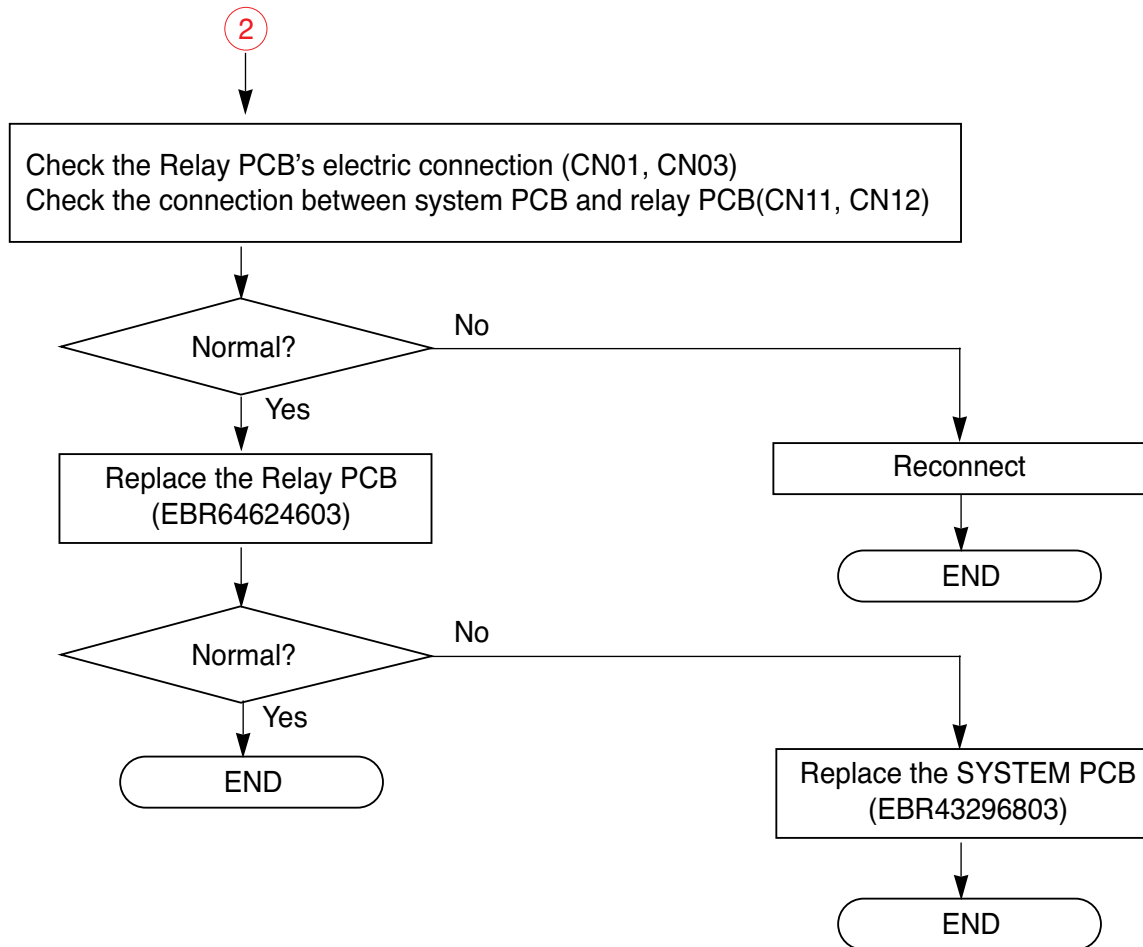 2
Check the Relay PCB's electric connection (CN01, CN03)
Check the connection between system PCB and relay PCB(CN11, CN12)
Normal?
No
Yes
Replace the Relay PCB
(EBR64624603)
Reconnect
END
Normal?
No
Yes
END
Replace the SYSTEM PCB
(EBR43296803)
END